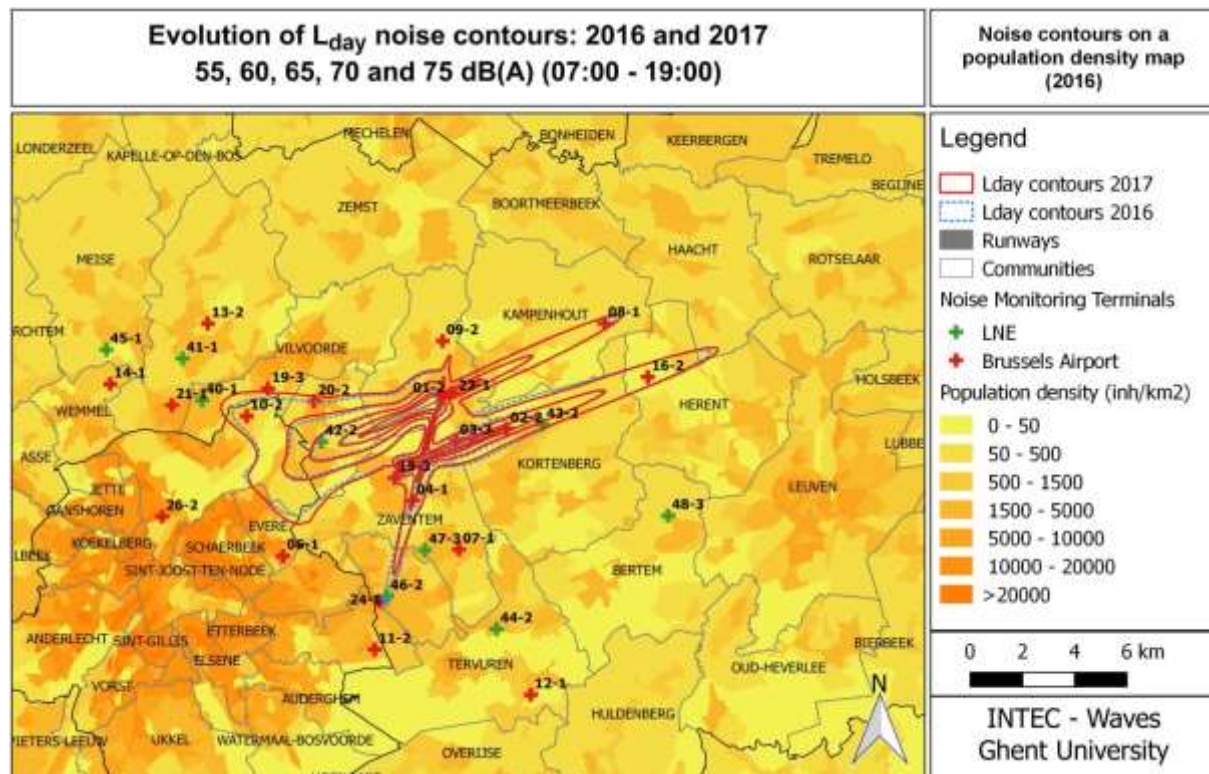 Evolution of Lday noise contours: 2016 and 2017
55, 60, 65, 70 and 75 dB(A) (07:00 - 19:00)
Noise contours on a
population density map
(2016)
MECHELEN
BONHEIDEN
KEERBERGEN
LONDERZEEL
KAPELLE-OP-DEN-BOS
TREMELO
BEGIJNE
ZEMST
BOORTMEERBEEK
HAACHT
ROTSELAAR
MEISE
KAMPENHOUT
08-1
13-2
09-2
RCHTEM
45-1
41-1
VILVOORDE
16-2
14-1
19-3
01-2
22-1
HOLSBEEK
WEMMEL
21-1
40-1
20-2
HERENT
10-2
02-2
43-2
42-2
03-3
LUBBE
ASSE
KORTENBERG
JETTE
04-1
LEUVEN
GANSHOREN
26-2
ZAVENTEM
48-3
EVERE
KOEKELBERG
SCHAERBEEK
06-1
47-3
07-1
LBEEK
SINT-JOOST-TEN-NODE
BERTEM
46-2
ANDERLECHT
SINT-GILLIS
ETTERBEEK
44-2
11-2
BIERBEEK
ELSENE
TERVUREN
OUD-HEVERLEE
VORST
AUDERGHEM
12-1
HULDENBERG
PIETERS-LEEUW
UKKEL
WATERMAAL-BOSVOORDE
OVERIJSE
Legend
Lday contours 2017
Lday contours 2016
Runways
Communities
Noise Monitoring Terminals
LNE
Brussels Airport
Population density (inh/km2)
0 - 50
50 - 500
500 - 1500
1500 - 5000
5000 - 10000
10000 - 20000
>20000
0 2 4 6 km
N
INTEC - Waves
Ghent University